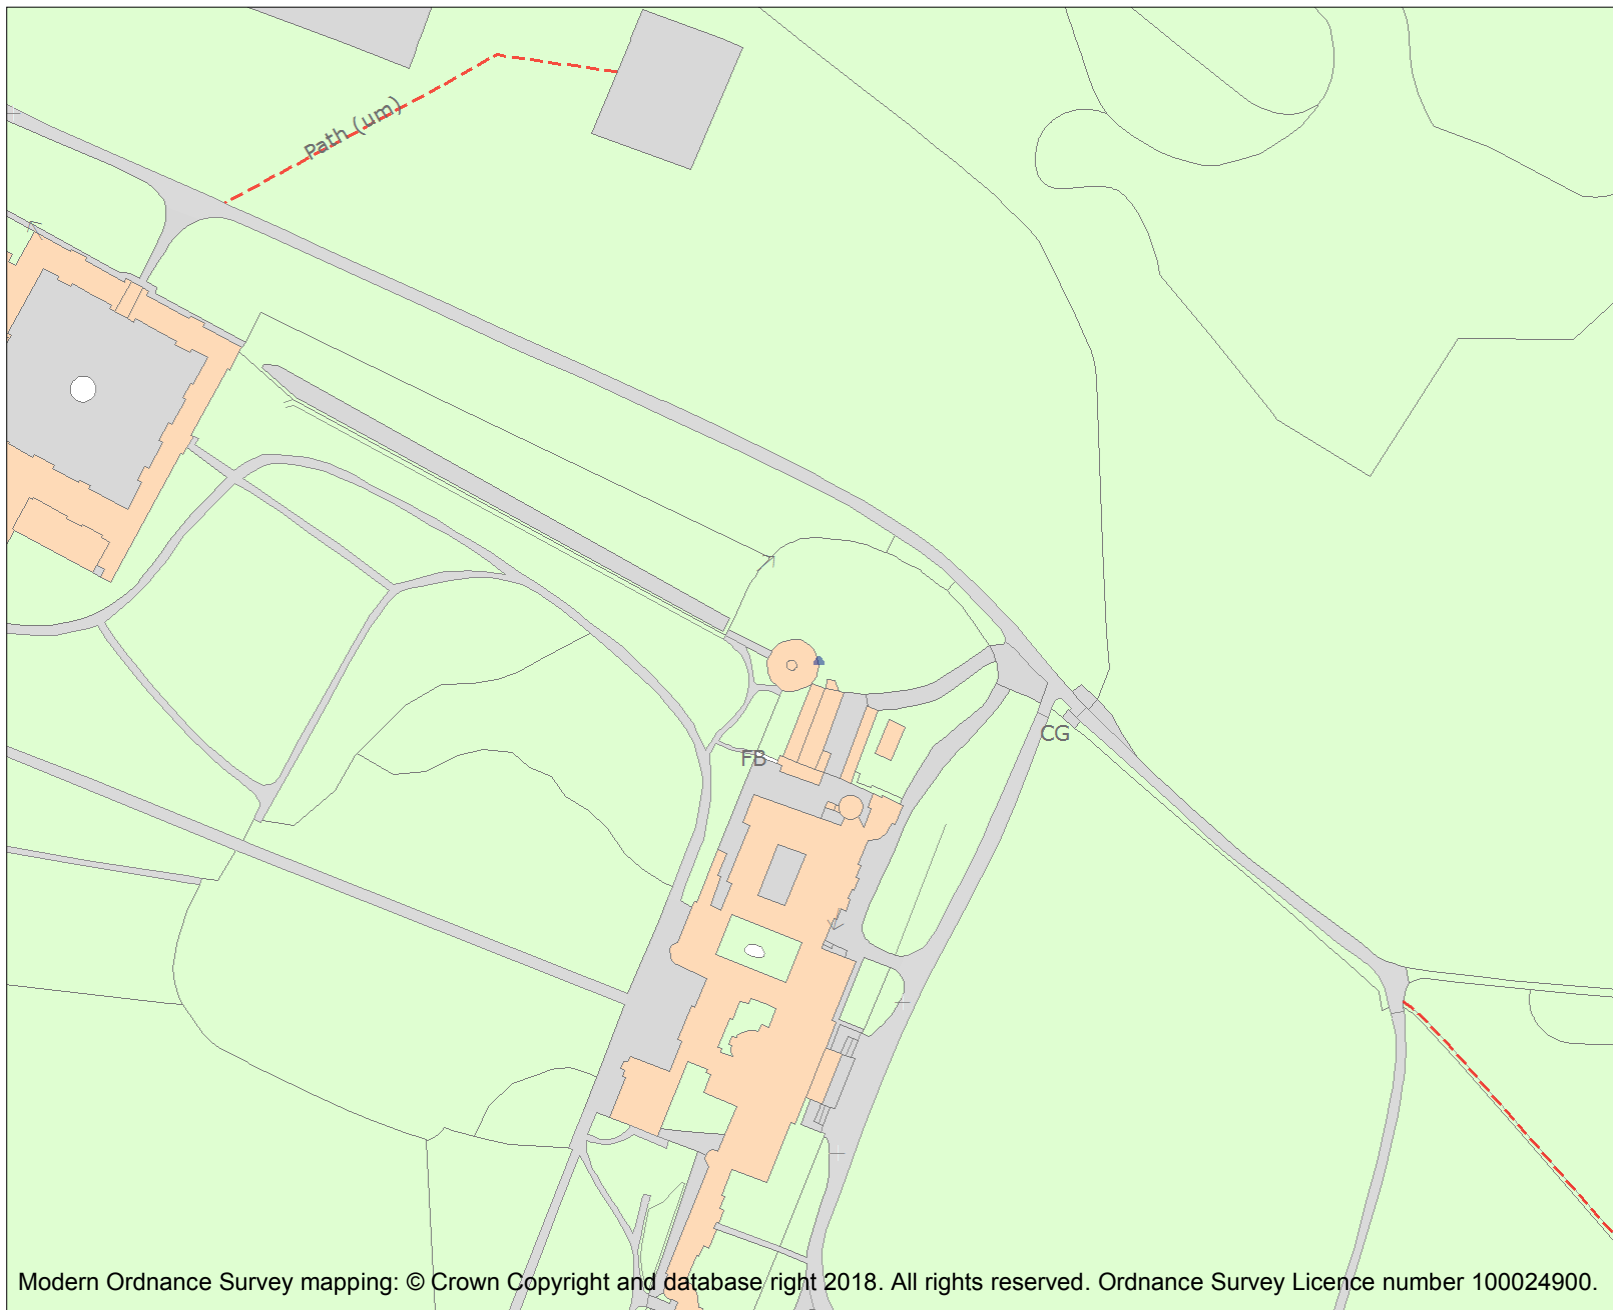 Path (um)
CG
FB
Modern Ordnance Survey mapping: © Crown Copyright and database right 2018. All rights reserved. Ordnance Survey Licence number 100024900.